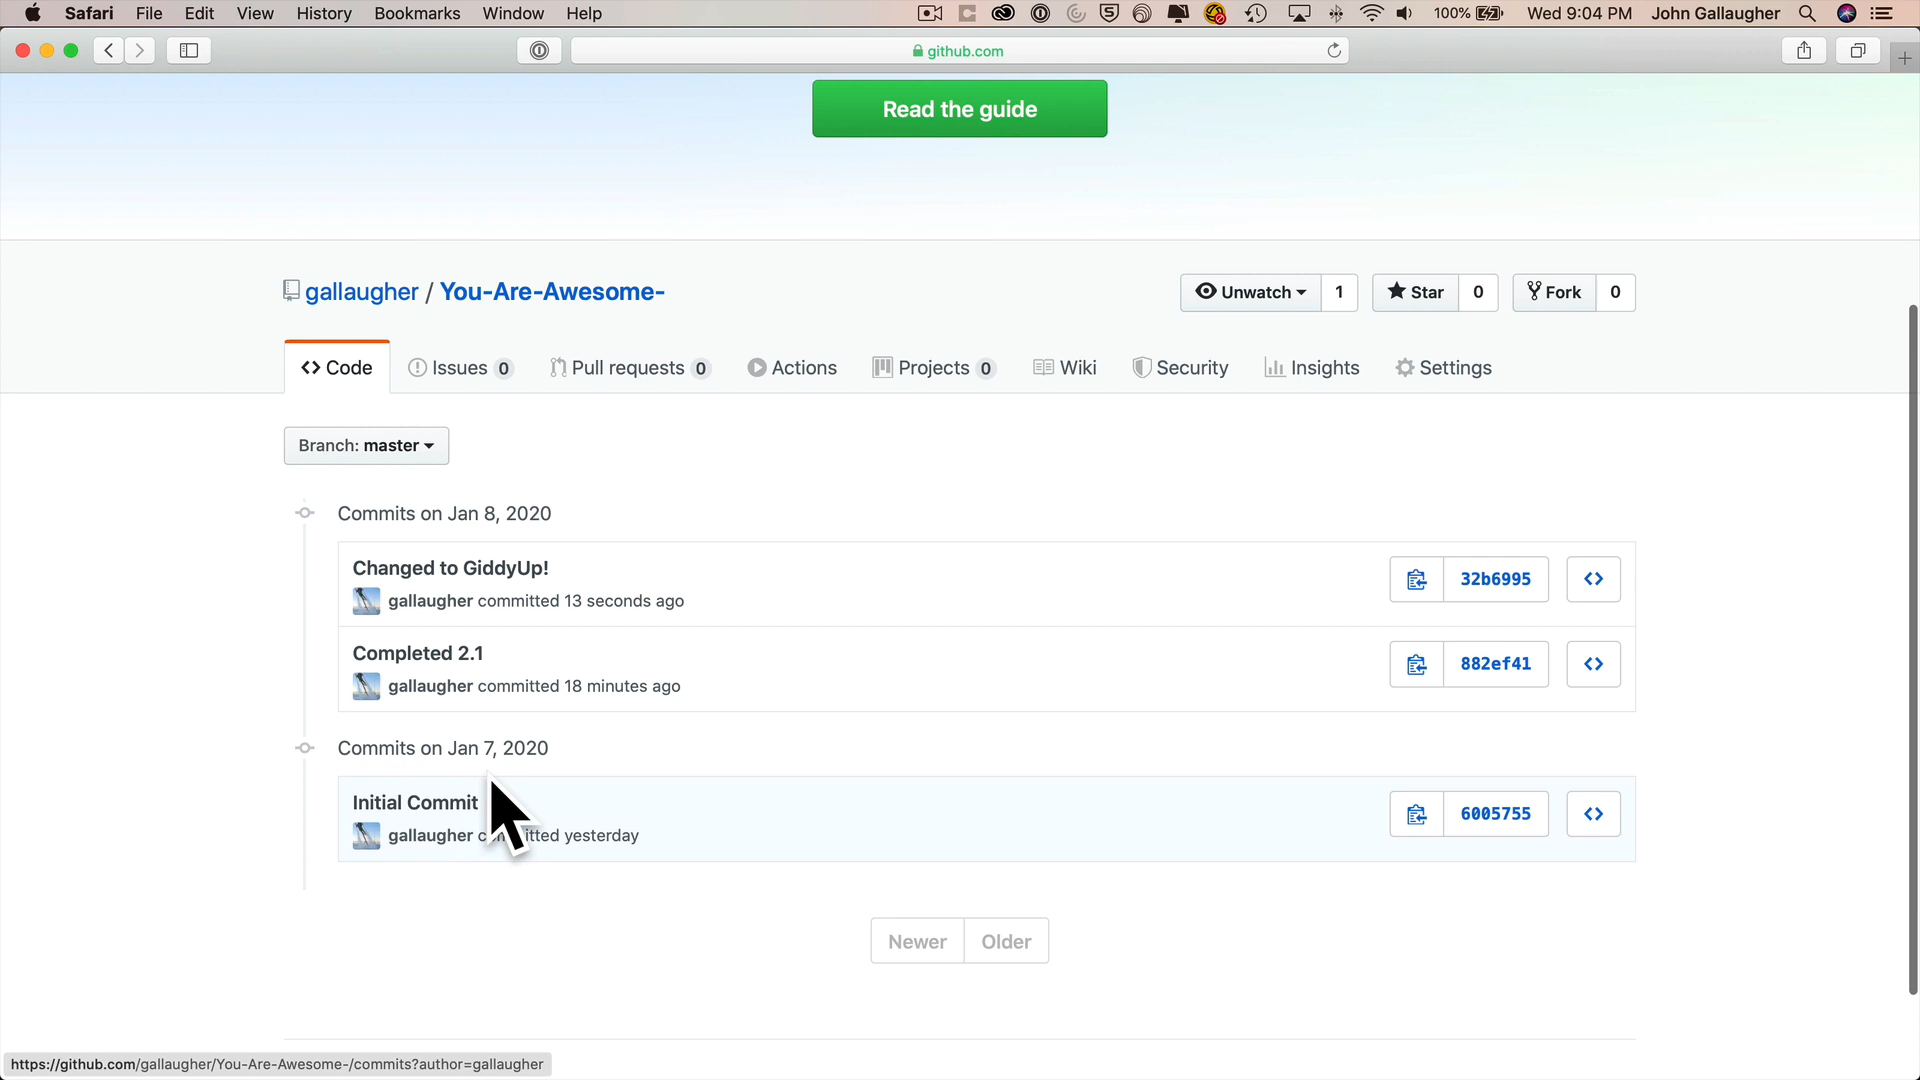 Safari File Edit View History Bookmarks Window Help 100% Wed 9:04 PM John Gallaugher
github.com
Read the guide
gallaugher / You-Are-Awesome-
Unwatch 1 Star 0 Fork 0
Code Issues 0 Pull requests 0 Actions Projects 0 Wiki Security Insights Settings
Branch: master
Commits on Jan 8, 2020
Changed to GiddyUp!
32b6995
gallaugher committed 13 seconds ago
Completed 2.1
882ef41
gallaugher committed 18 minutes ago
Commits on Jan 7, 2020
Initial Commit
6005755
gallaugher committed yesterday
Newer Older
https://github.com/gallaugher/You-Are-Awesome-/commits?author=gallaugher